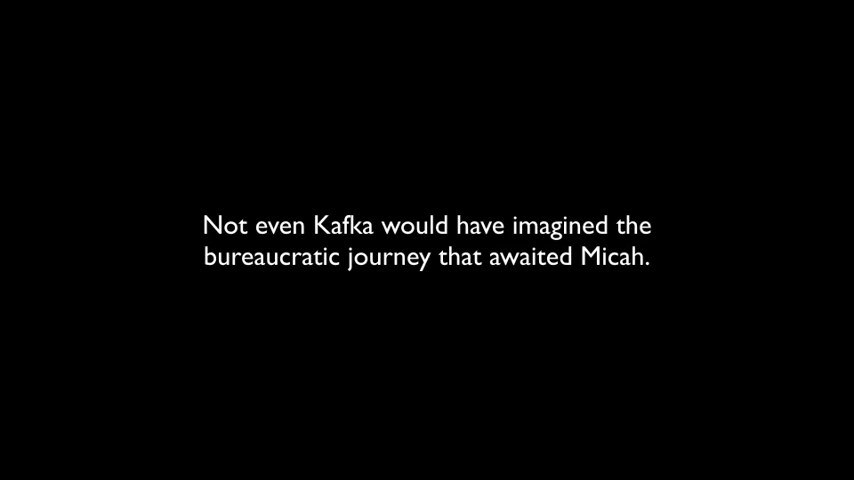 Not even Kafka would have imagined the
bureaucratic journey that awaited Micah.